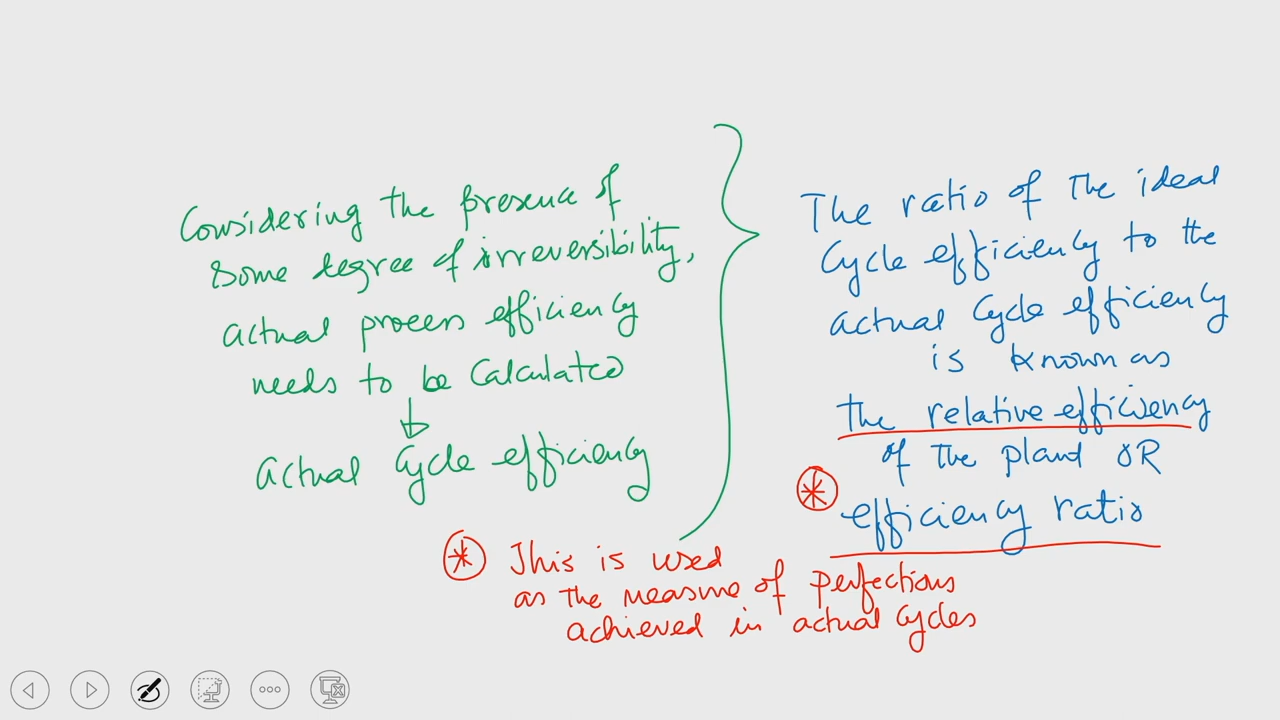 Considering the presence of
some degree of irreversibility,
actual process efficiency
needs to be calculated
actual cycle efficiency
The ratio of the ideal
cycle efficiency to the
actual cycle efficiency
is known as
the relative efficiency
of the pland OR
* efficiency ratio
* This is used
as the measure of perfections
achieved in actual cycles